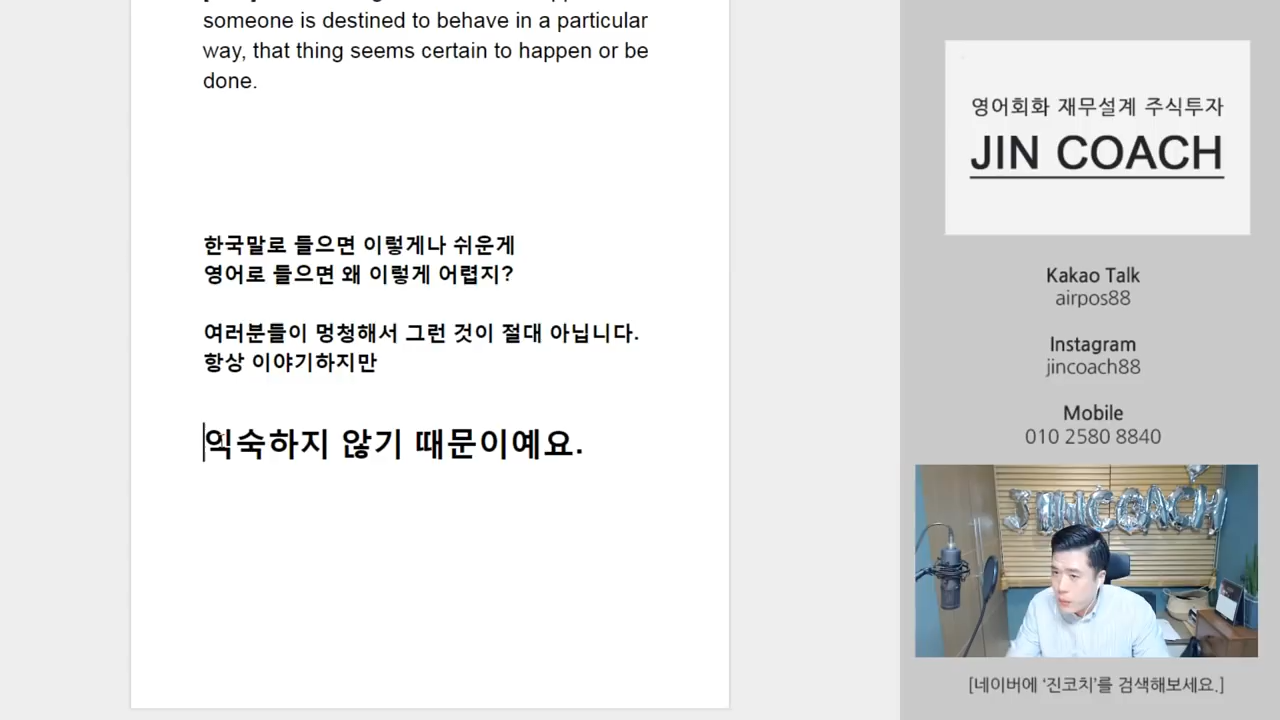 someone is destined to behave in a particular
way, that thing seems certain to happen or be
done.
한국말로 들으면 이렇게나 쉬운게
영어로 들으면 왜 이렇게 어렵지?
여러분들이 멍청해서 그런 것이 절대 아닙니다.
항상 이야기하지만
익숙하지 않기 때문이예요.
영어회화 재무설계 주식투자
JIN COACH
Kakao Talk
airpos88
Instagram
jincoach88
Mobile
010 2580 8840
JINCOACH
[네이버에 ‘진코치’를 검색해보세요.]